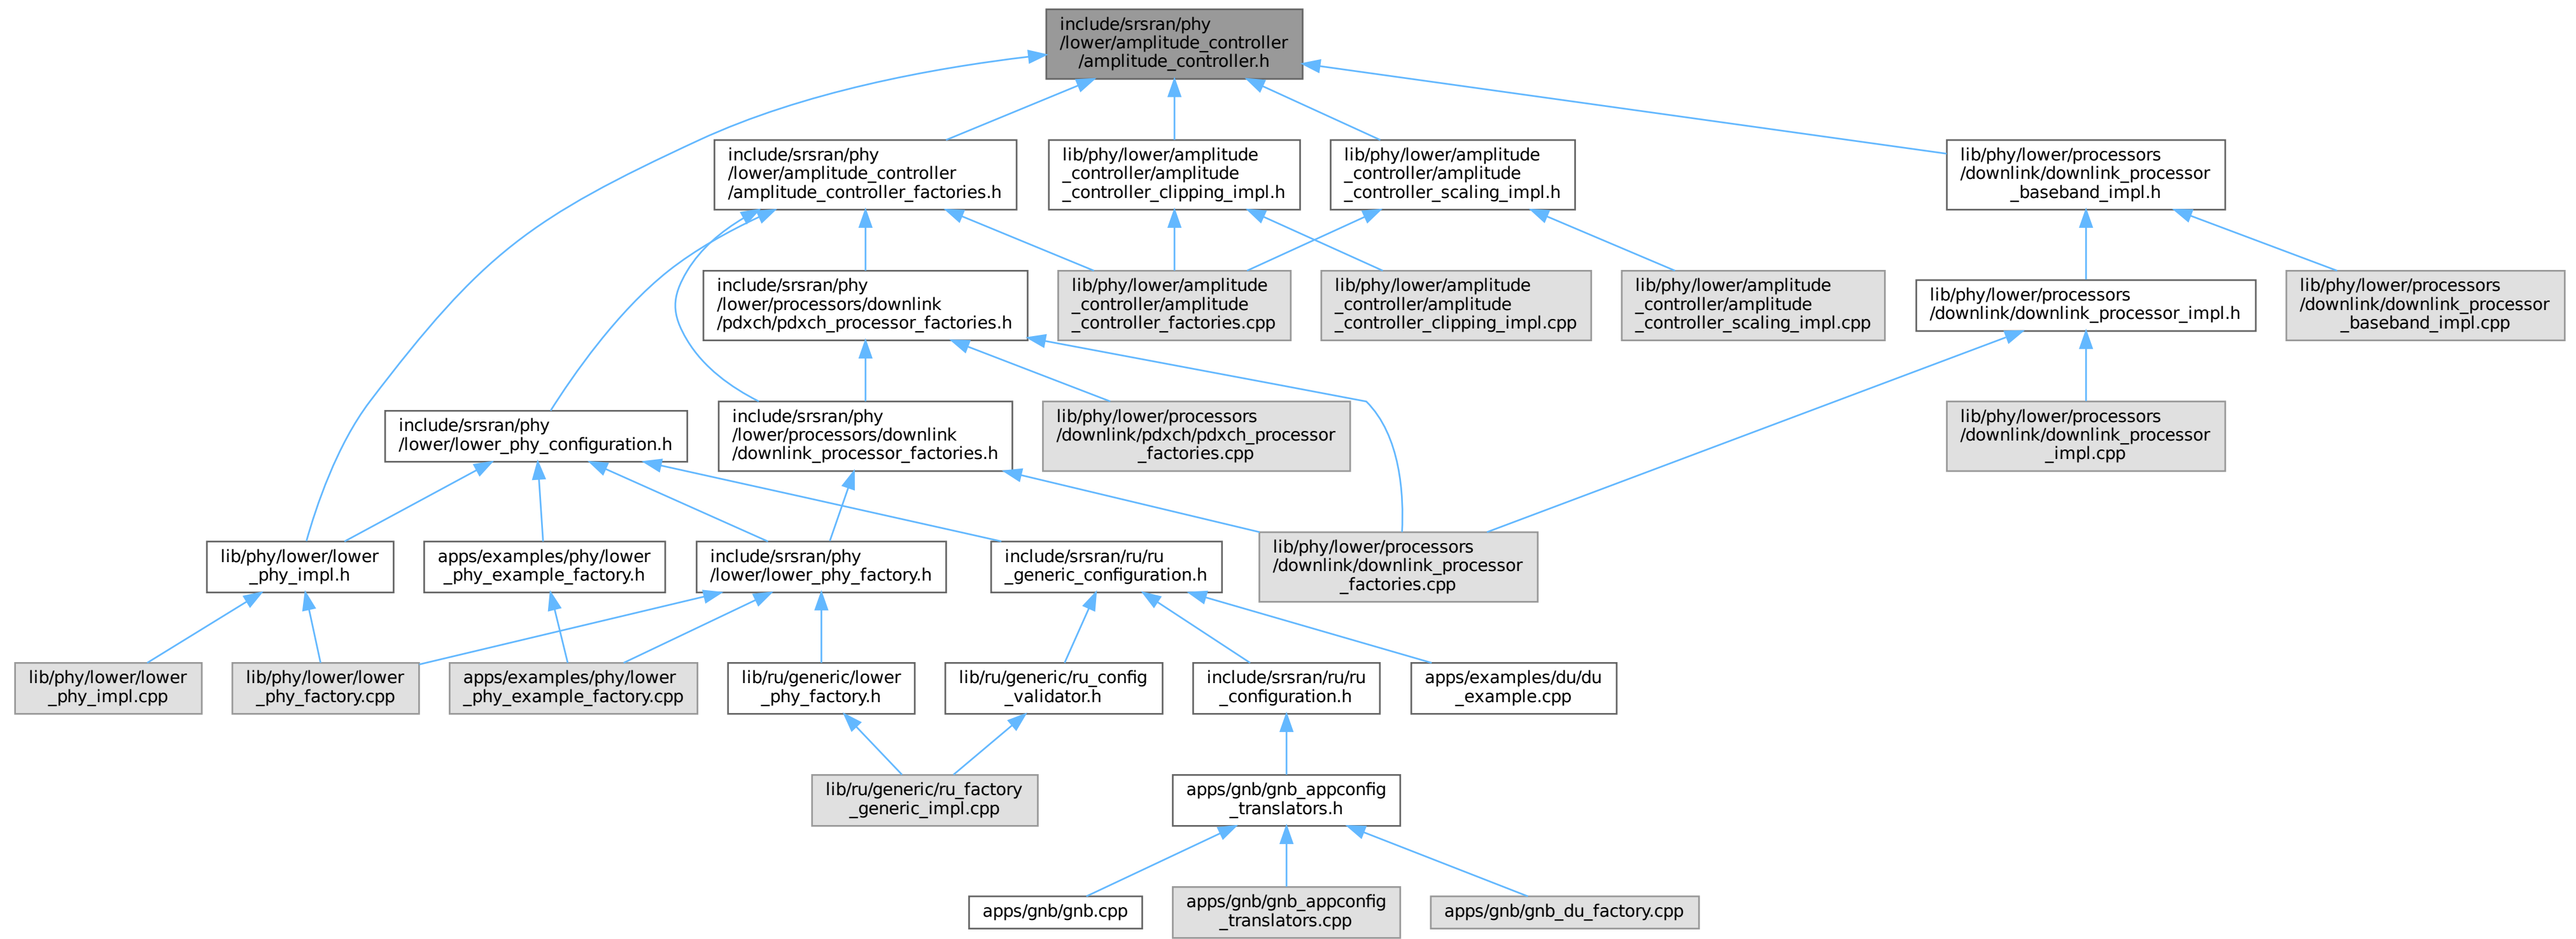 include/srsran/phy
/lower/amplitude_controller
/amplitude_controller.h
include/srsran/phy
/lower/amplitude_controller
/amplitude_controller_factories.h
lib/phy/lower/amplitude
_controller/amplitude
_controller_clipping_impl.h
lib/phy/lower/amplitude
_controller/amplitude
_controller_scaling_impl.h
lib/phy/lower/processors
/downlink/downlink_processor
_baseband_impl.h
include/srsran/phy
/lower/processors/downlink
/pdxch/pdxch_processor_factories.h
lib/phy/lower/amplitude
_controller/amplitude
_controller_factories.cpp
lib/phy/lower/amplitude
_controller/amplitude
_controller_clipping_impl.cpp
lib/phy/lower/amplitude
_controller/amplitude
_controller_scaling_impl.cpp
lib/phy/lower/processors
/downlink/downlink_processor_impl.h
lib/phy/lower/processors
/downlink/downlink_processor
_baseband_impl.cpp
include/srsran/phy
/lower/lower_phy_configuration.h
include/srsran/phy
/lower/processors/downlink
/downlink_processor_factories.h
lib/phy/lower/processors
/downlink/pdxch/pdxch_processor
_factories.cpp
lib/phy/lower/processors
/downlink/downlink_processor
_impl.cpp
lib/phy/lower/lower
_phy_impl.h
apps/examples/phy/lower
_phy_example_factory.h
include/srsran/phy
/lower/lower_phy_factory.h
include/srsran/ru/ru
_generic_configuration.h
lib/phy/lower/processors
/downlink/downlink_processor
_factories.cpp
lib/phy/lower/lower
_phy_impl.cpp
lib/phy/lower/lower
_phy_factory.cpp
apps/examples/phy/lower
_phy_example_factory.cpp
lib/ru/generic/lower
_phy_factory.h
lib/ru/generic/ru_config
_validator.h
include/srsran/ru/ru
_configuration.h
apps/examples/du/du
_example.cpp
lib/ru/generic/ru_factory
_generic_impl.cpp
apps/gnb/gnb_appconfig
_translators.h
apps/gnb/gnb.cpp
apps/gnb/gnb_appconfig
_translators.cpp
apps/gnb/gnb_du_factory.cpp